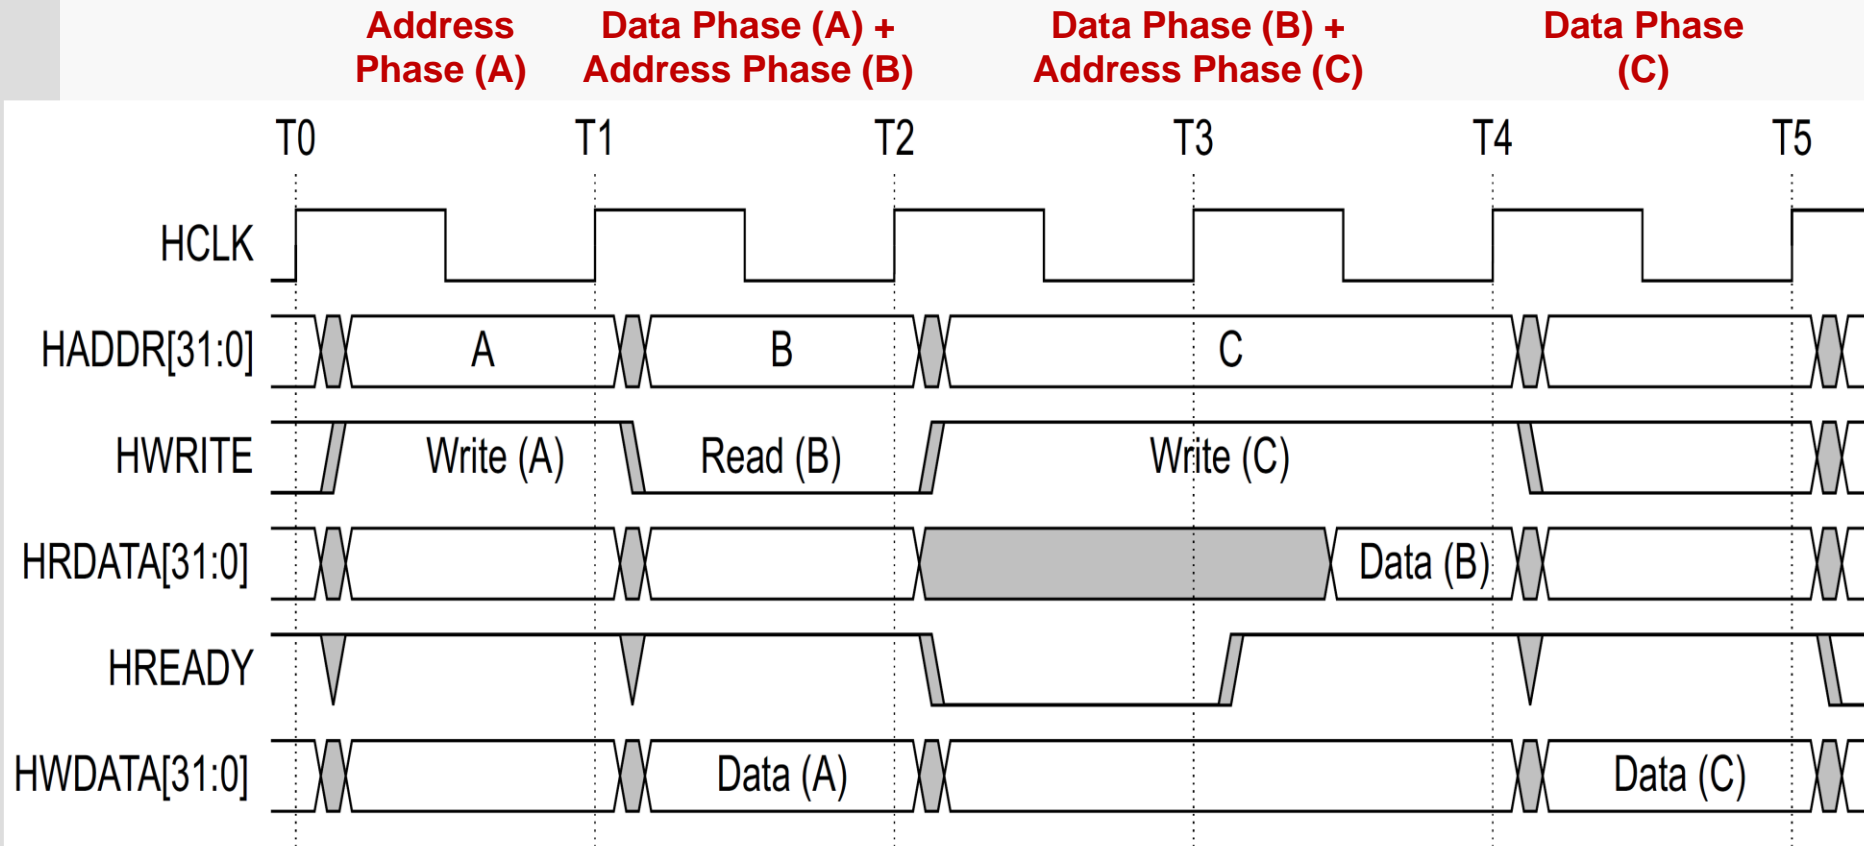 Address
Phase (A)
Data Phase (A) +
Address Phase (B)
Data Phase (B) +
Address Phase (C)
Data Phase
(C)
T0 T1 T2 T3 T4 T5
HCLK
HADDR[31:0] A B C
HWRITE Write (A) Read (B) Write (C)
HRDATA[31:0] Data (B)
HREADY
HWDATA[31:0] Data (A) Data (C)